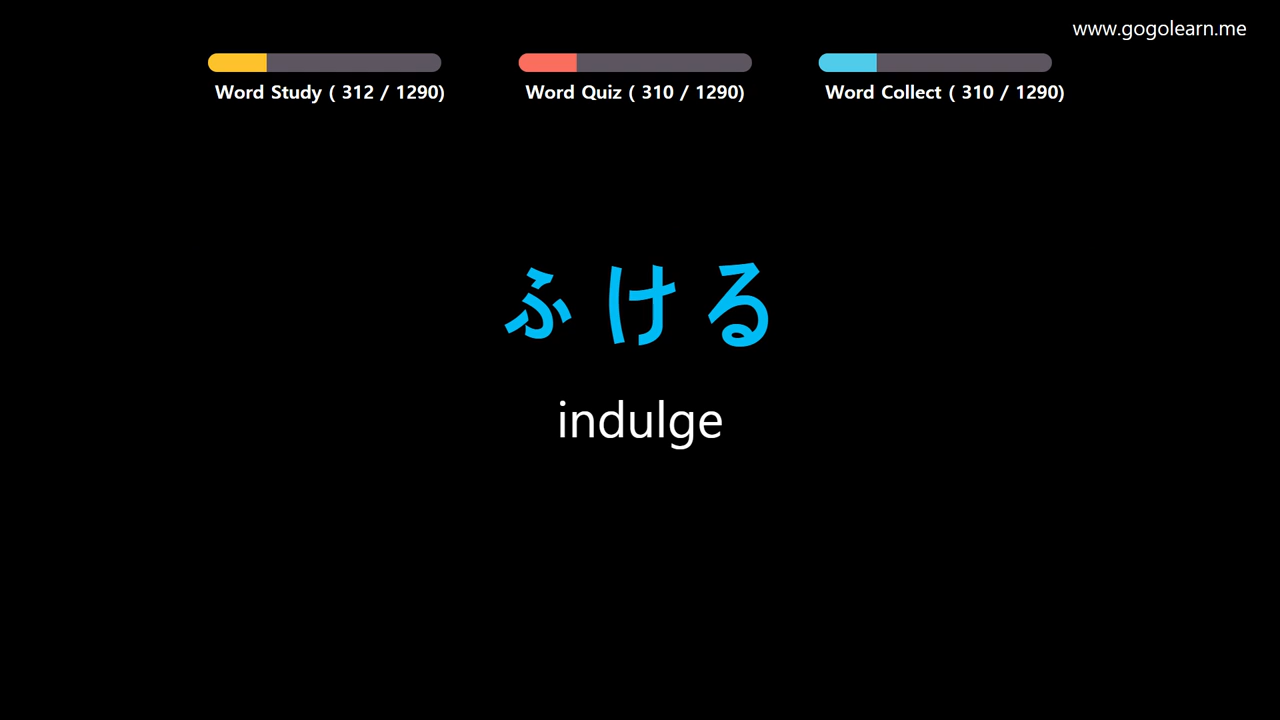 www.gogolearn.me
Word Study ( 312 / 1290)
Word Quiz ( 310 / 1290)
Word Collect ( 310 / 1290)
ふける
indulge